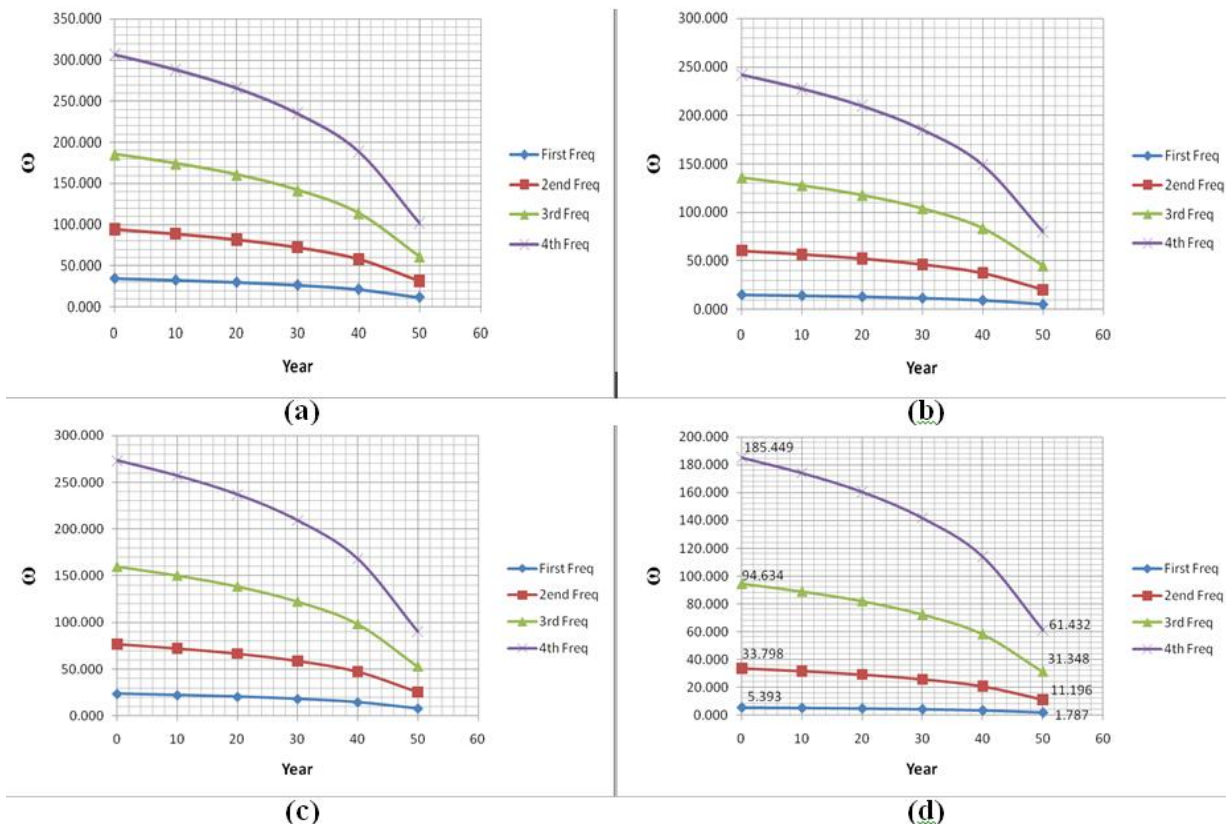 350.000
300.000
250.000
200.000
150.000
100.000
50.000
0.000
ω
0 10 20 30 40 50 60
Year
First Freq
2end Freq
3rd Freq
4th Freq
(a)
300.000
250.000
200.000
150.000
100.000
50.000
0.000
ω
0 10 20 30 40 50 60
Year
First Freq
2end Freq
3rd Freq
4th Freq
(b)
300.000
250.000
200.000
150.000
100.000
50.000
0.000
ω
0 10 20 30 40 50 60
Year
First Freq
2end Freq
3rd Freq
4th Freq
(c)
200.000
180.000
160.000
140.000
120.000
100.000
80.000
60.000
40.000
20.000
0.000
ω
185.449
94.634
33.798
5.393
61.432
31.348
11.196
1.787
0 10 20 30 40 50 60
Year
First Freq
2end Freq
3rd Freq
4th Freq
(d)